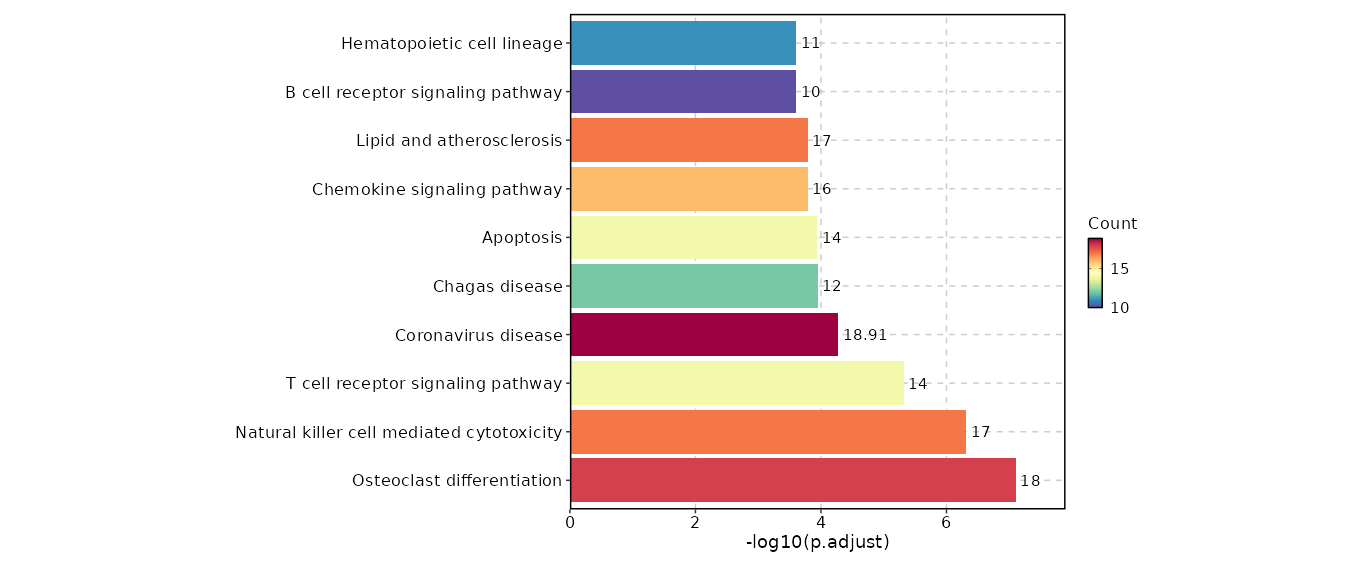 Hematopoietic cell lineage 11
B cell receptor signaling pathway 10
Lipid and atherosclerosis 17
Chemokine signaling pathway 16
Apoptosis 14
Chagas disease 12
Coronavirus disease 18.91
T cell receptor signaling pathway 14
Natural killer cell mediated cytotoxicity 17
Osteoclast differentiation 18
0 2 4 6
-log10(p.adjust)
Count
15
10